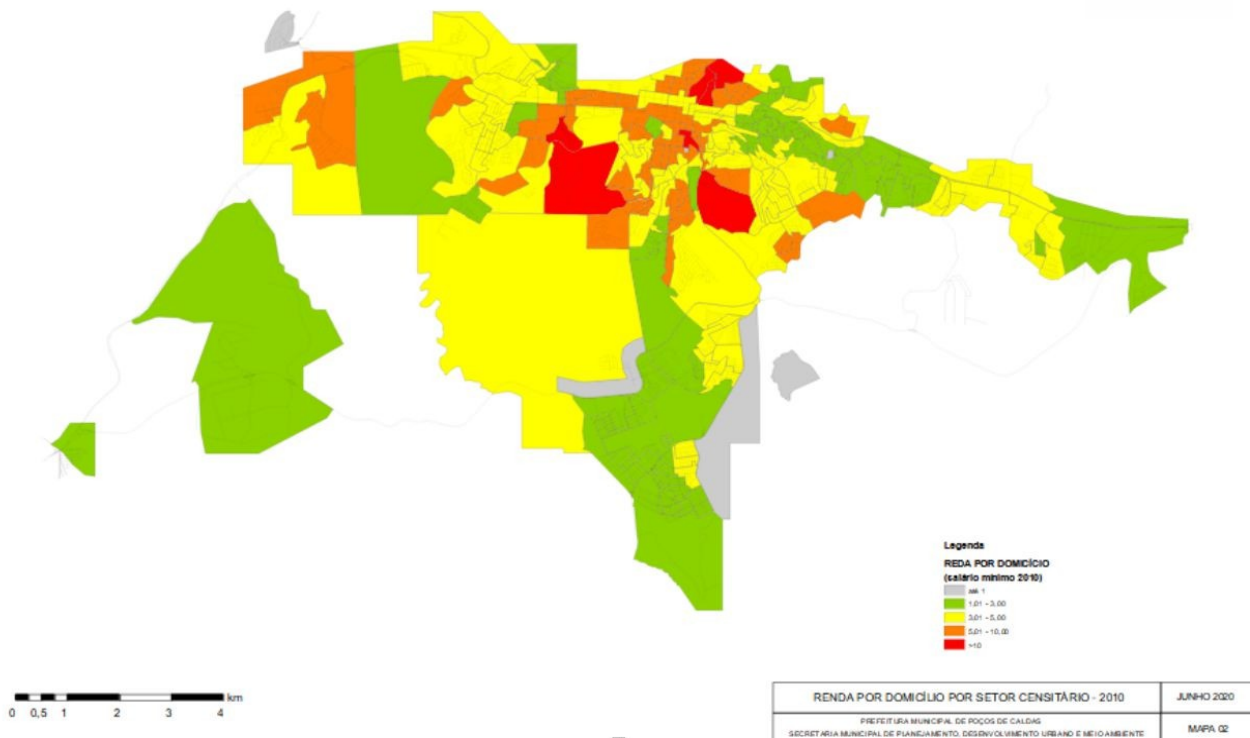 Legenda
REDA POR DOMICÍCIO
(salário mínimo 2010)
até 1
1,01 - 3,00
3,01 - 5,00
5,01 - 10,00
>10
0 0,5 1 2 3 4 km
RENDA POR DOMICÍLIO POR SETOR CENSITÁRIO - 2010
JUNHO 2020
PREFEITURA MUNICIPAL DE POÇOS DE CALDAS
SECRETARIA MUNICIPAL DE PLANEJAMENTO, DESENVOLVIMENTO URBANO E MEIO AMBIENTE
MAPA 02